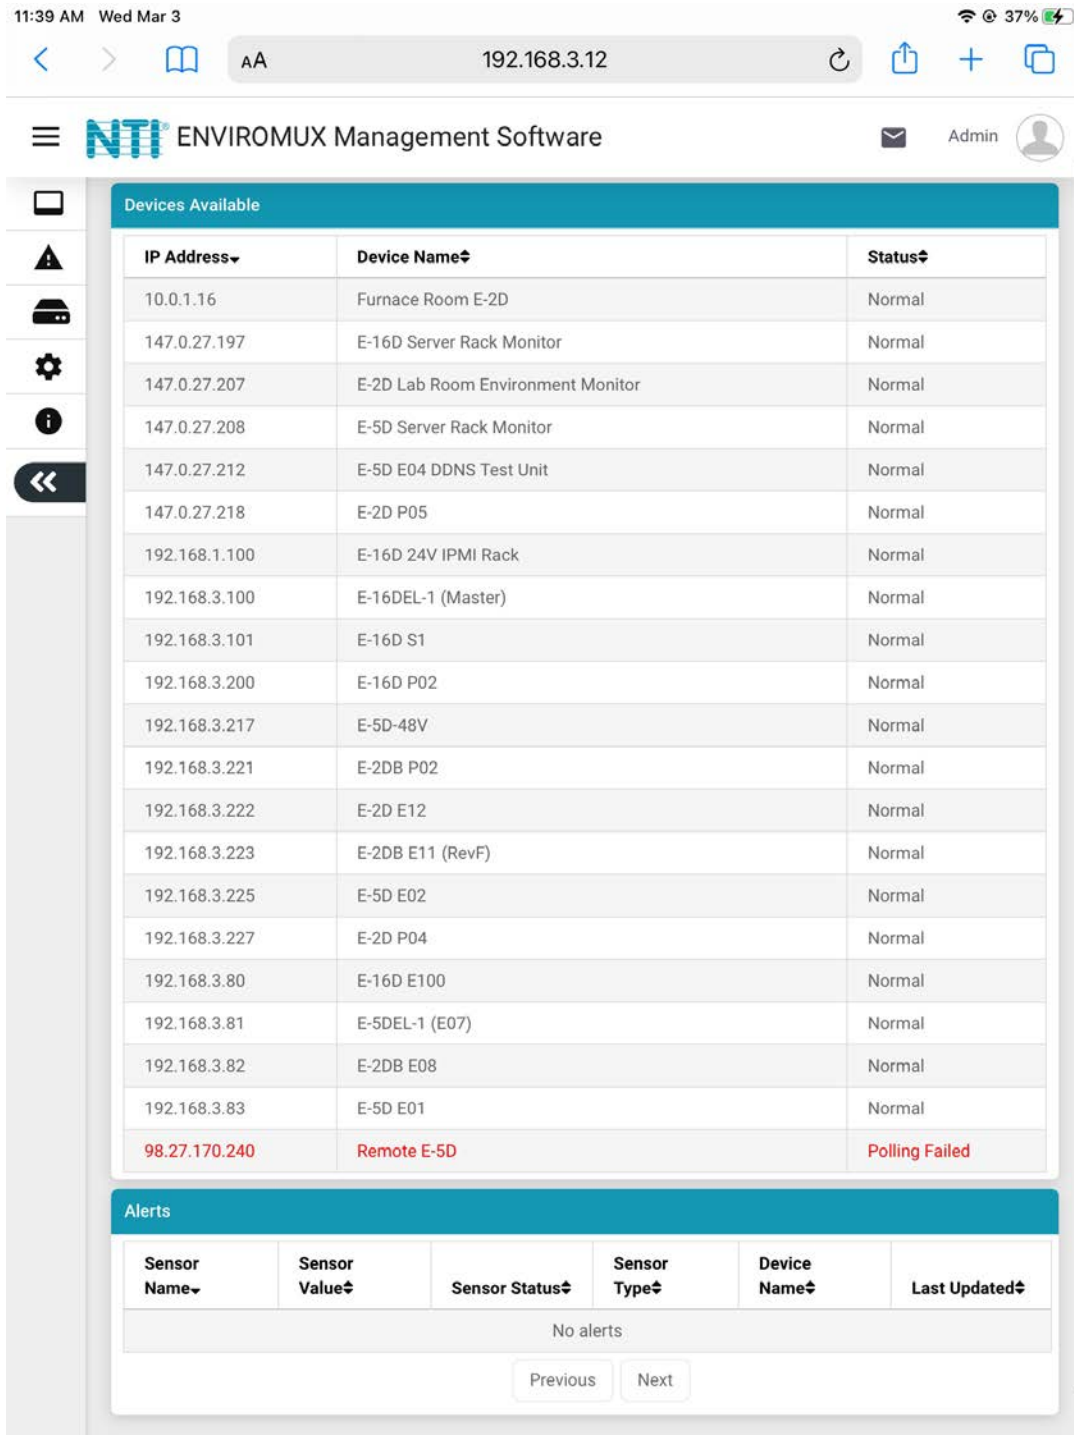 11:39 AM Wed Mar 3 37%
AA 192.168.3.12
NTI® ENVIROMUX Management Software Admin
Devices Available
IP Address Device Name Status
10.0.1.16 Furnace Room E-2D Normal
147.0.27.197 E-16D Server Rack Monitor Normal
147.0.27.207 E-2D Lab Room Environment Monitor Normal
147.0.27.208 E-5D Server Rack Monitor Normal
147.0.27.212 E-5D E04 DDNS Test Unit Normal
147.0.27.218 E-2D P05 Normal
192.168.1.100 E-16D 24V IPMI Rack Normal
192.168.3.100 E-16DEL-1 (Master) Normal
192.168.3.101 E-16D S1 Normal
192.168.3.200 E-16D P02 Normal
192.168.3.217 E-5D-48V Normal
192.168.3.221 E-2DB P02 Normal
192.168.3.222 E-2D E12 Normal
192.168.3.223 E-2DB E11 (RevF) Normal
192.168.3.225 E-5D E02 Normal
192.168.3.227 E-2D P04 Normal
192.168.3.80 E-16D E100 Normal
192.168.3.81 E-5DEL-1 (E07) Normal
192.168.3.82 E-2DB E08 Normal
192.168.3.83 E-5D E01 Normal
98.27.170.240 Remote E-5D Polling Failed
Alerts
Sensor Name Sensor Value Sensor Status Sensor Type Device Name Last Updated
No alerts
Previous Next